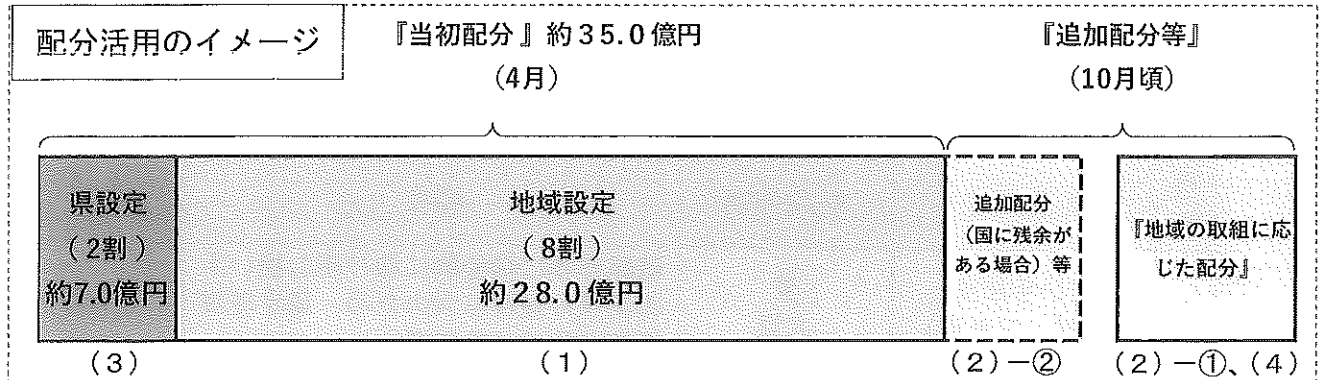 配分活用のイメージ
『当初配分』約35.0億円
(4月)
『追加配分等』
(10月頃)
県設定
(2割)
約7.0億円
地域設定
(8割)
約28.0億円
追加配分
(国に残余が
ある場合)等
『地域の取組に応
じた配分』
(3)
(1)
(2)-②
(2)-①、(4)